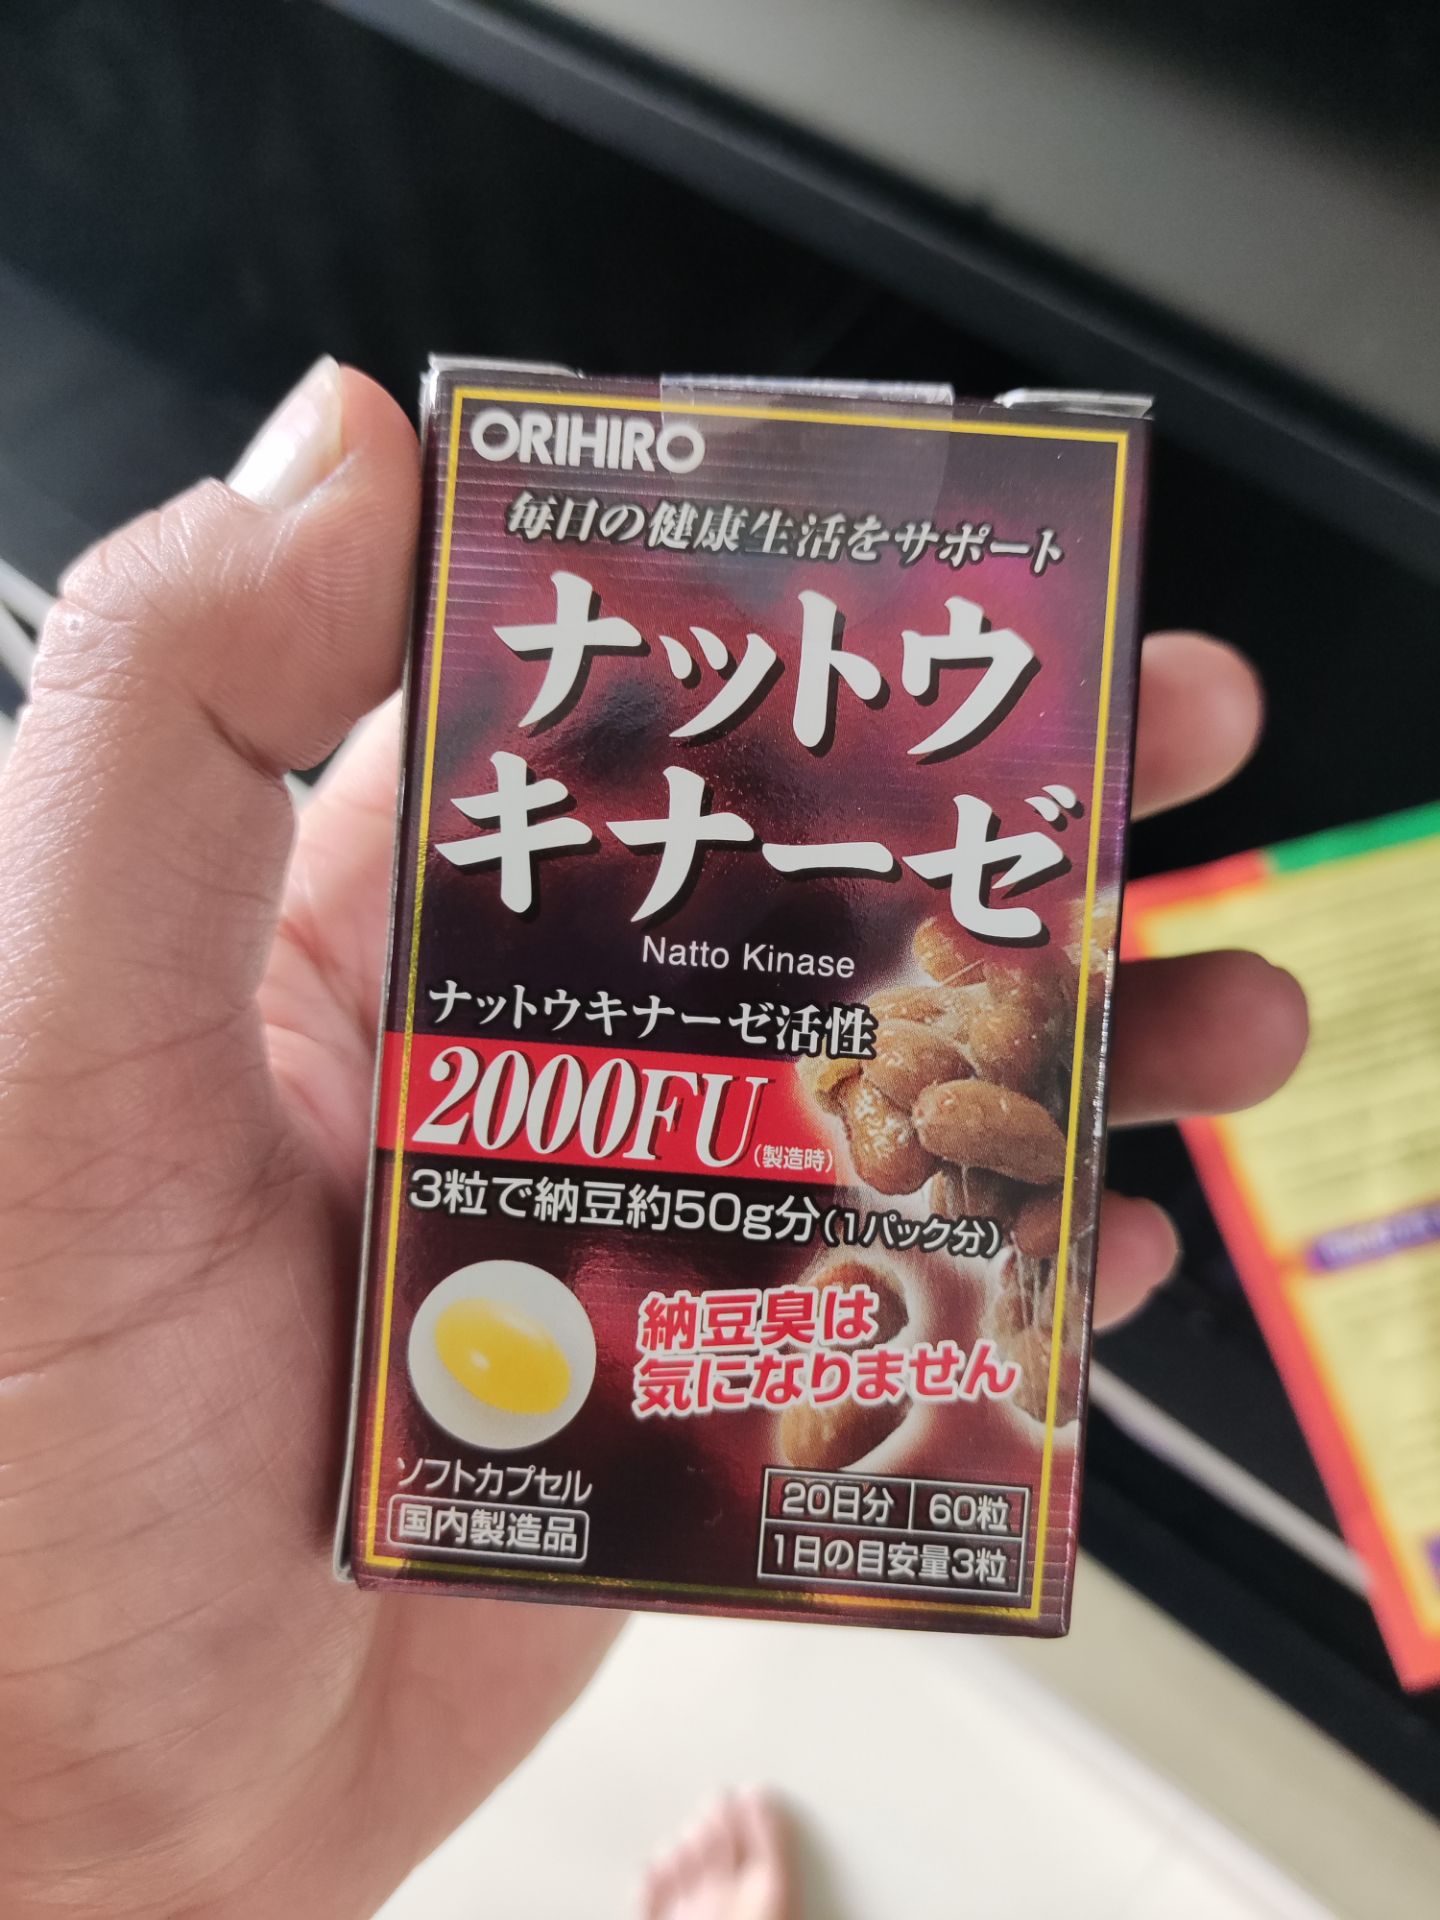 ORIHIRO
毎日の健康生活をサポート
ナットウ
キナーゼ
Natto Kinase
ナットウキナーゼ活性
2000FU(製造時)
3粒で納豆約50g分(1パック分)
納豆臭は
気になりません
ソフトカプセル
国内製造品
20日分 60粒
1日の目安量3粒